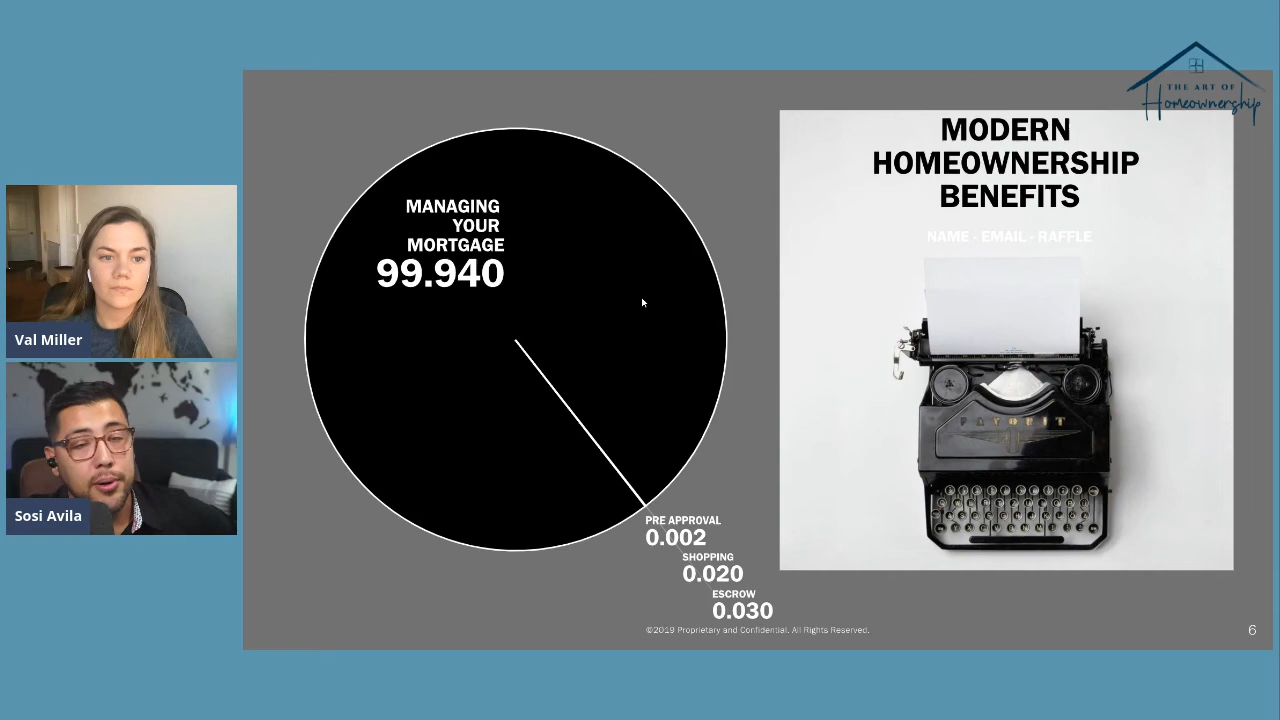 THE ART OF
Homeownership
MODERN
HOMEOWNERSHIP
BENEFITS
NAME - EMAIL - RAFFLE
MANAGING
YOUR
MORTGAGE
99.940
Val Miller
Sosi Avila
PRE APPROVAL
0.002
SHOPPING
0.020
ESCROW
0.030
©2019 Proprietary and Confidential. All Rights Reserved.
6